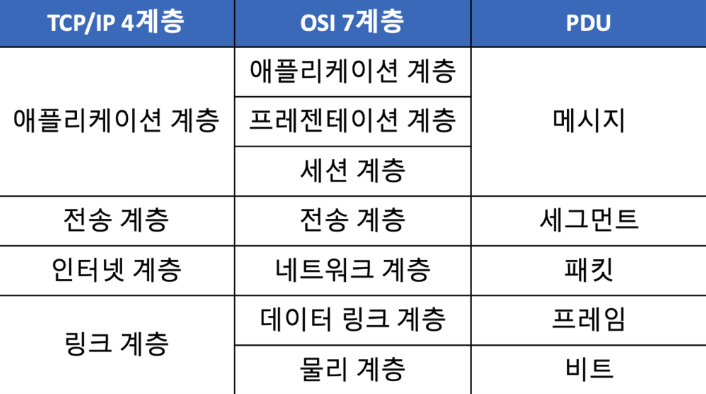 TCP/IP 4계층 OSI 7계층 PDU
애플리케이션 계층
애플리케이션 계층
프레젠테이션 계층
세션 계층
메시지
전송 계층 전송 계층 세그먼트
인터넷 계층 네트워크 계층 패킷
링크 계층
데이터 링크 계층 프레임
물리 계층 비트